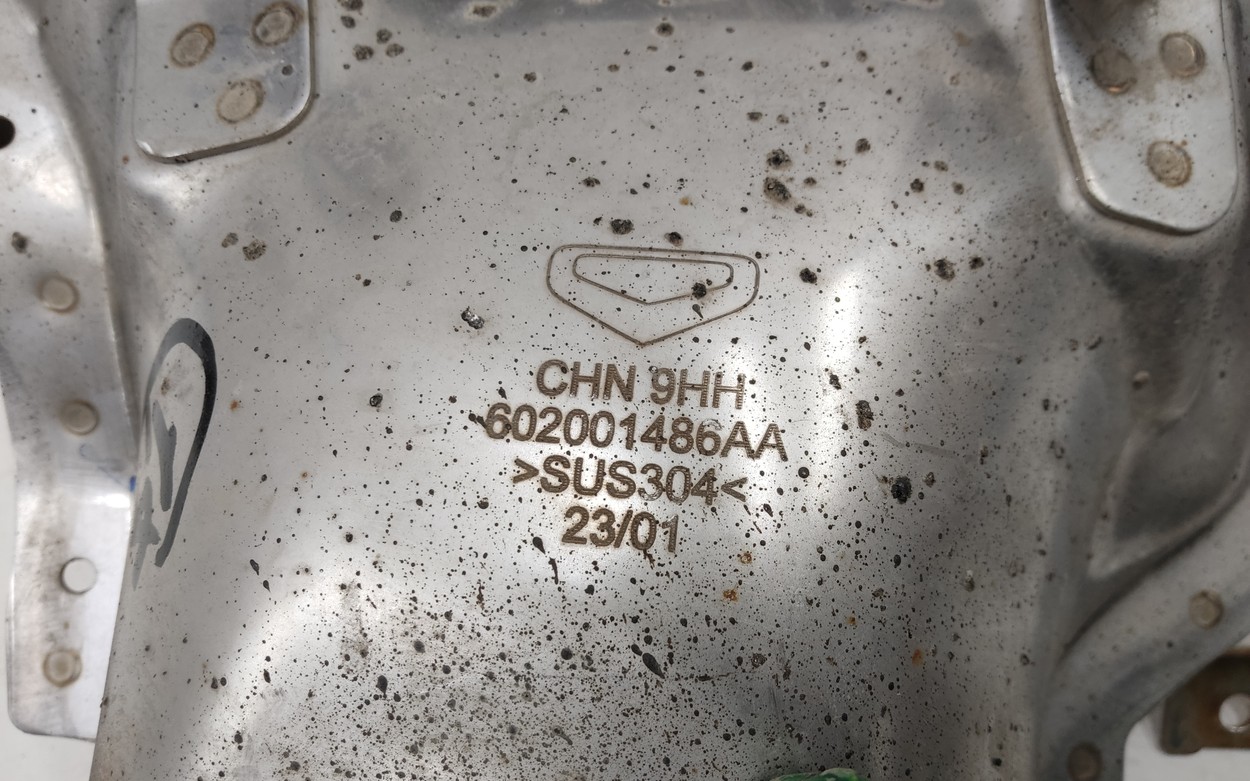 CHN 9HH
602001486AA
>SUS304<
23/01